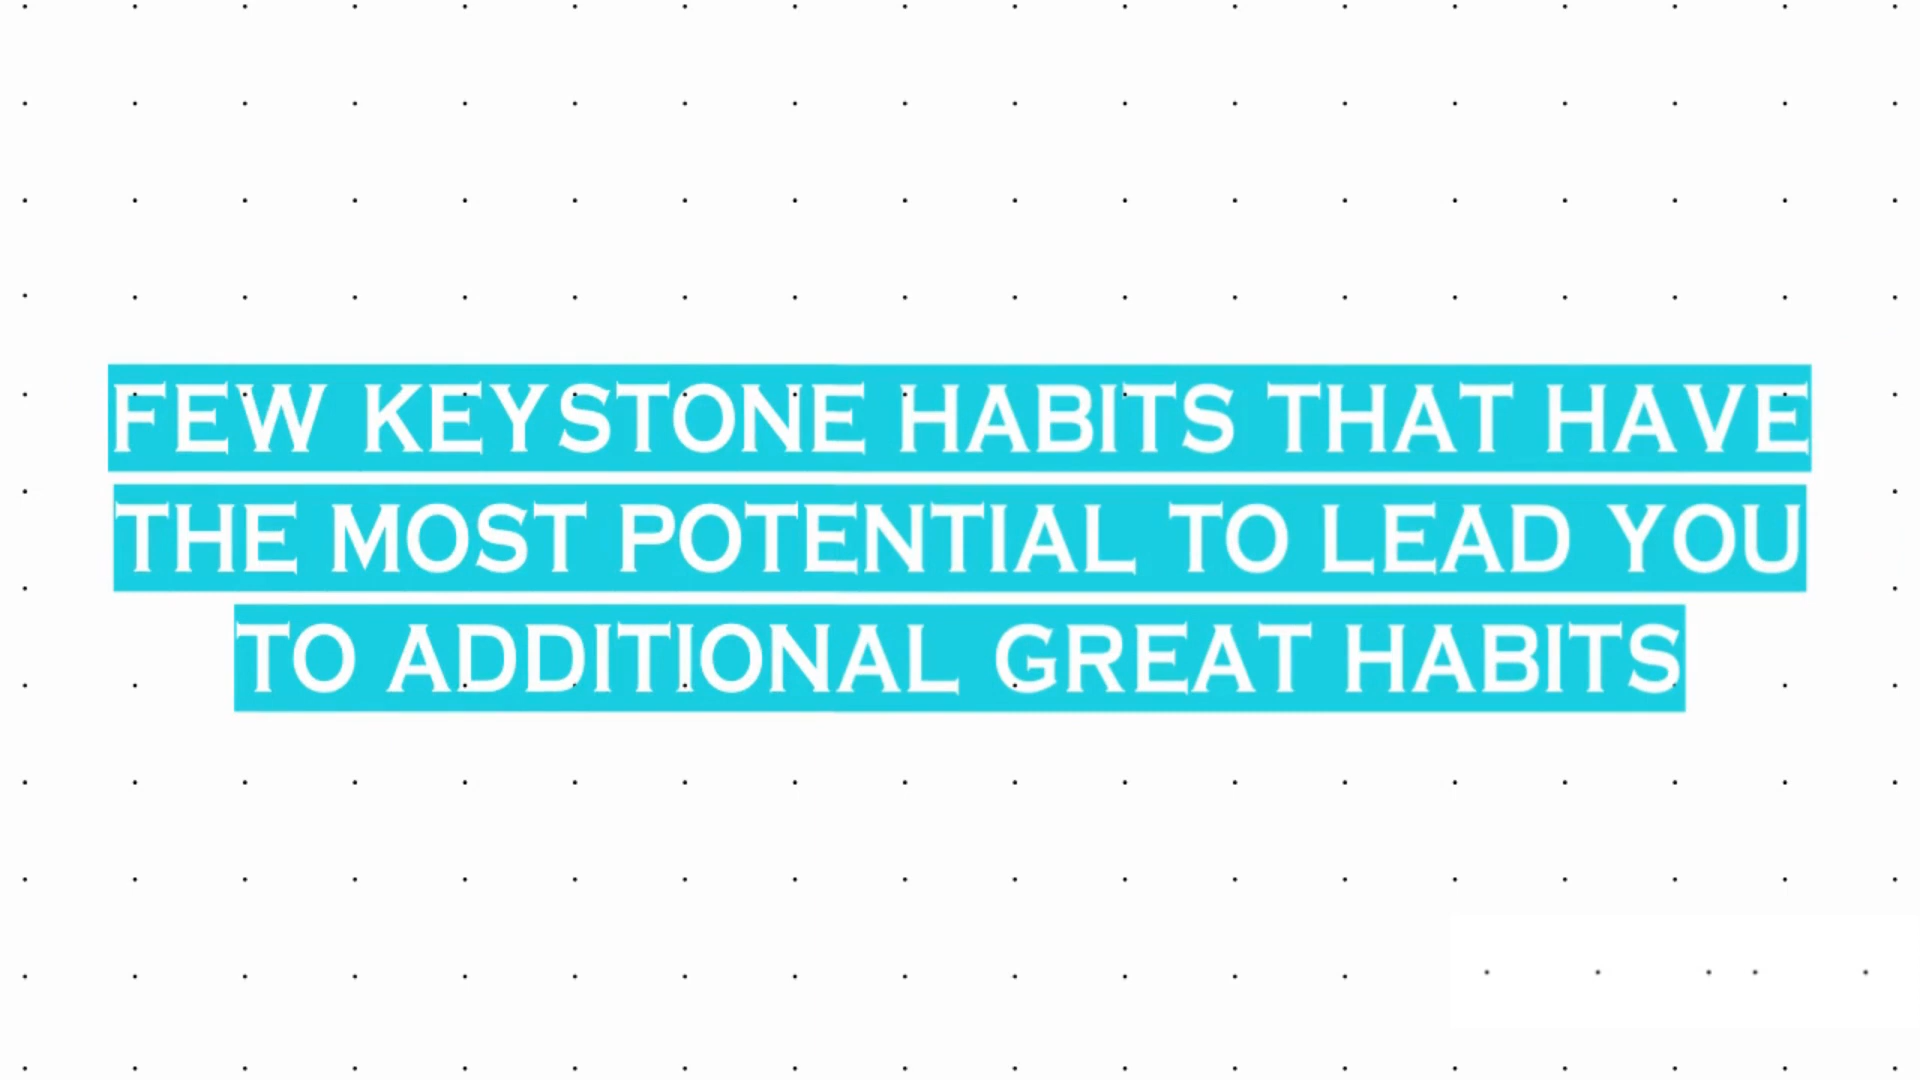 FEW KEYSTONE HABITS THAT HAVE
THE MOST POTENTIAL TO LEAD YOU
TO ADDITIONAL GREAT HABITS